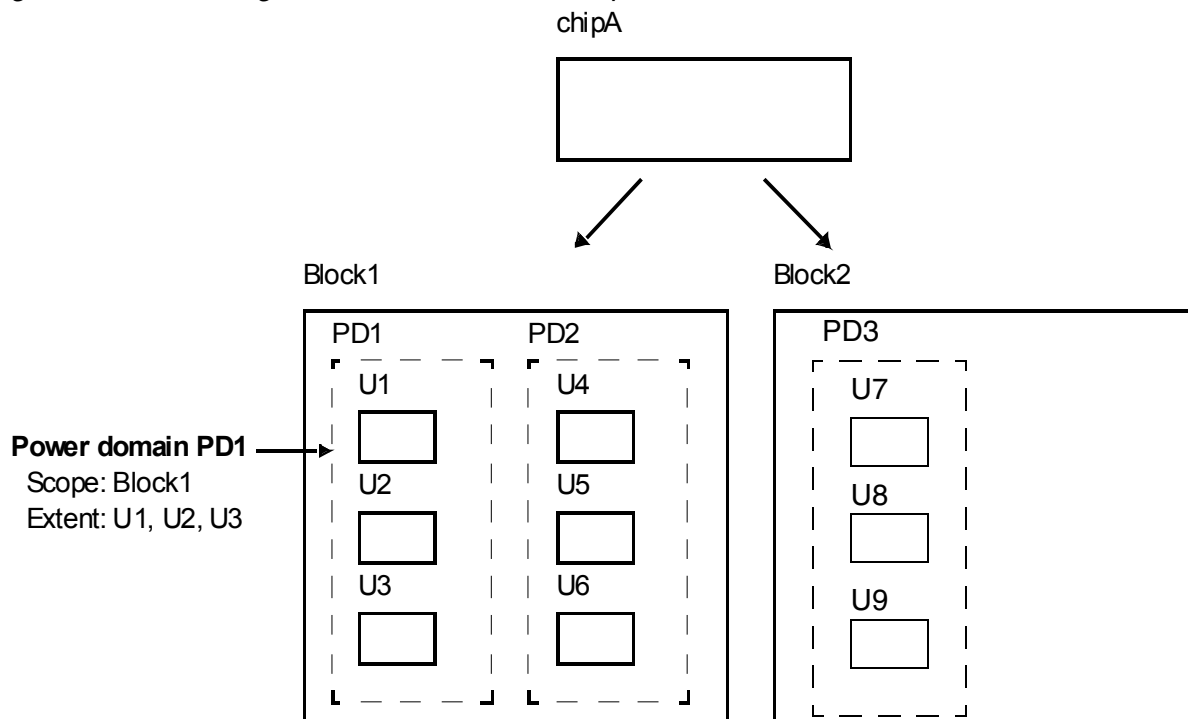 chipA
Block1
Block2
PD1
PD2
PD3
U1
U4
U7
Power domain PD1
Scope: Block1
Extent: U1, U2, U3
U2
U5
U8
U3
U6
U9